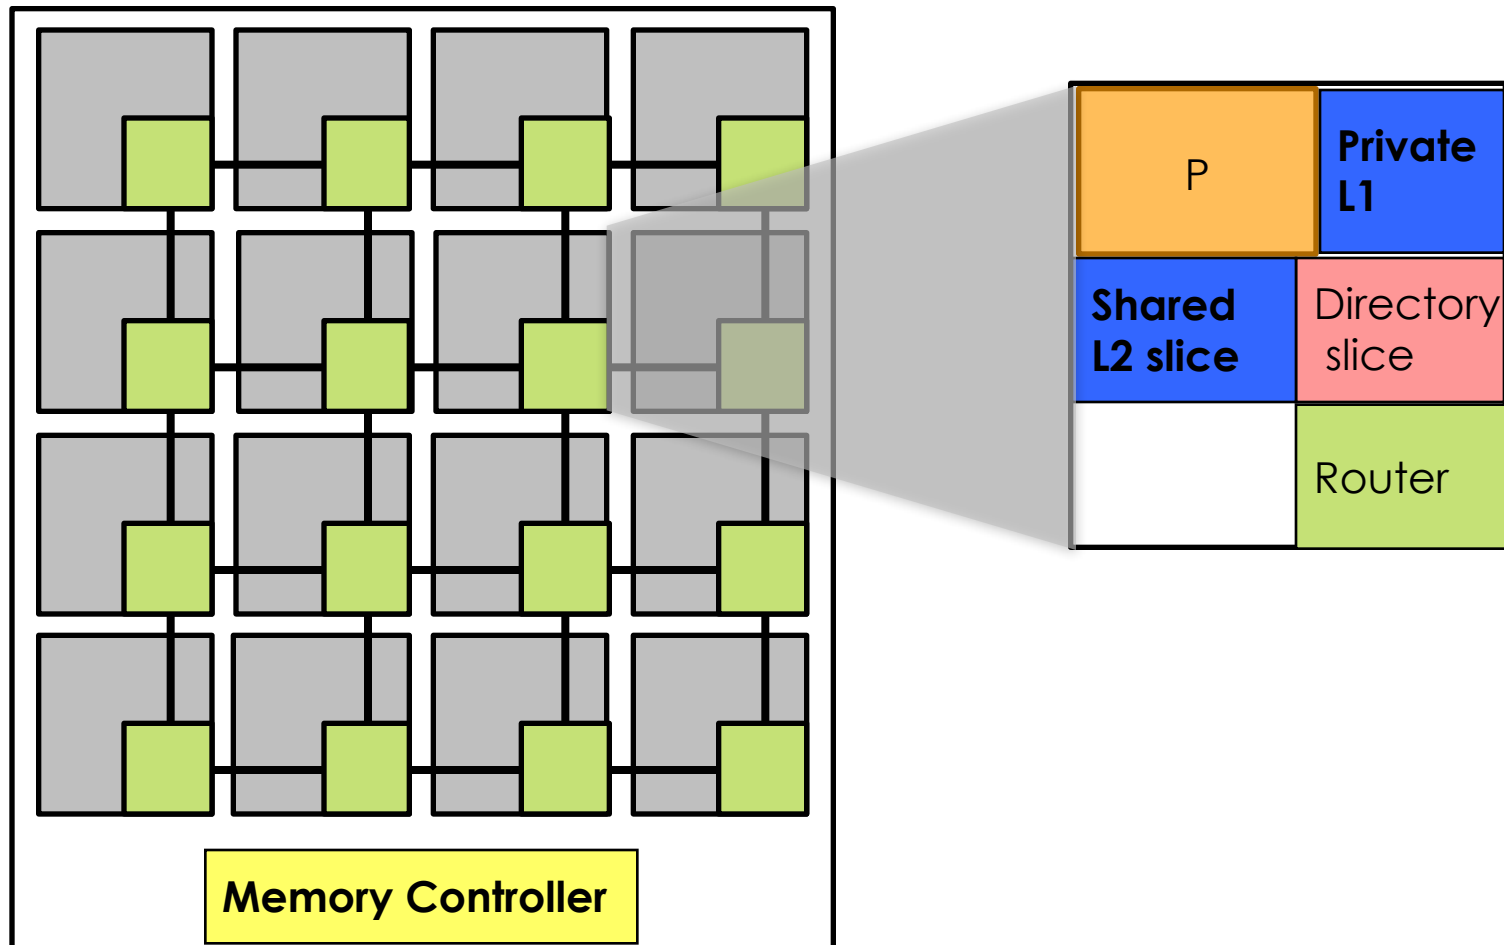 P
Private
L1
Shared
L2 slice
Directory
slice
Router
Memory Controller